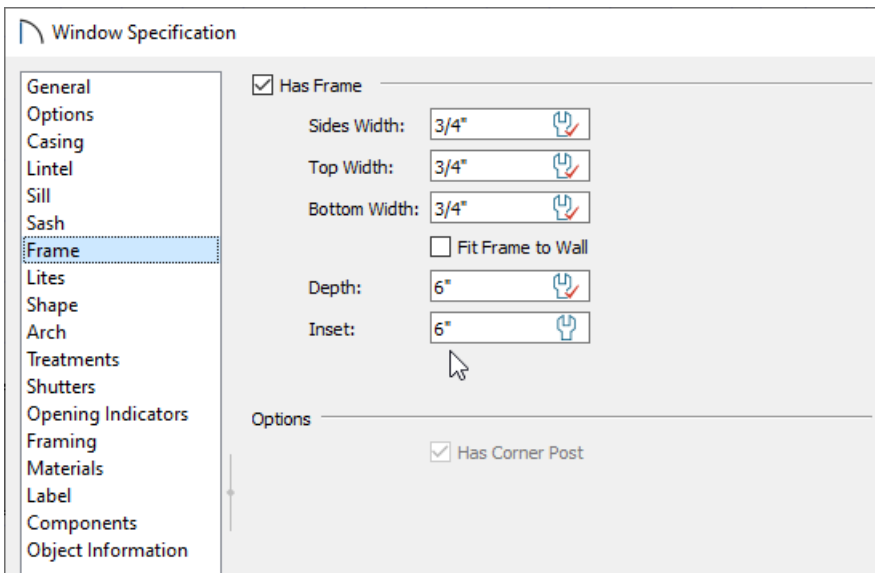 Window Specification
General
Options
Casing
Lintel
Sill
Sash
Frame
Lites
Shape
Arch
Treatments
Shutters
Opening Indicators
Framing
Materials
Label
Components
Object Information
Has Frame
Sides Width: 3/4"
Top Width: 3/4"
Bottom Width: 3/4"
Fit Frame to Wall
Depth: 6"
Inset: 6"
Options
Has Corner Post